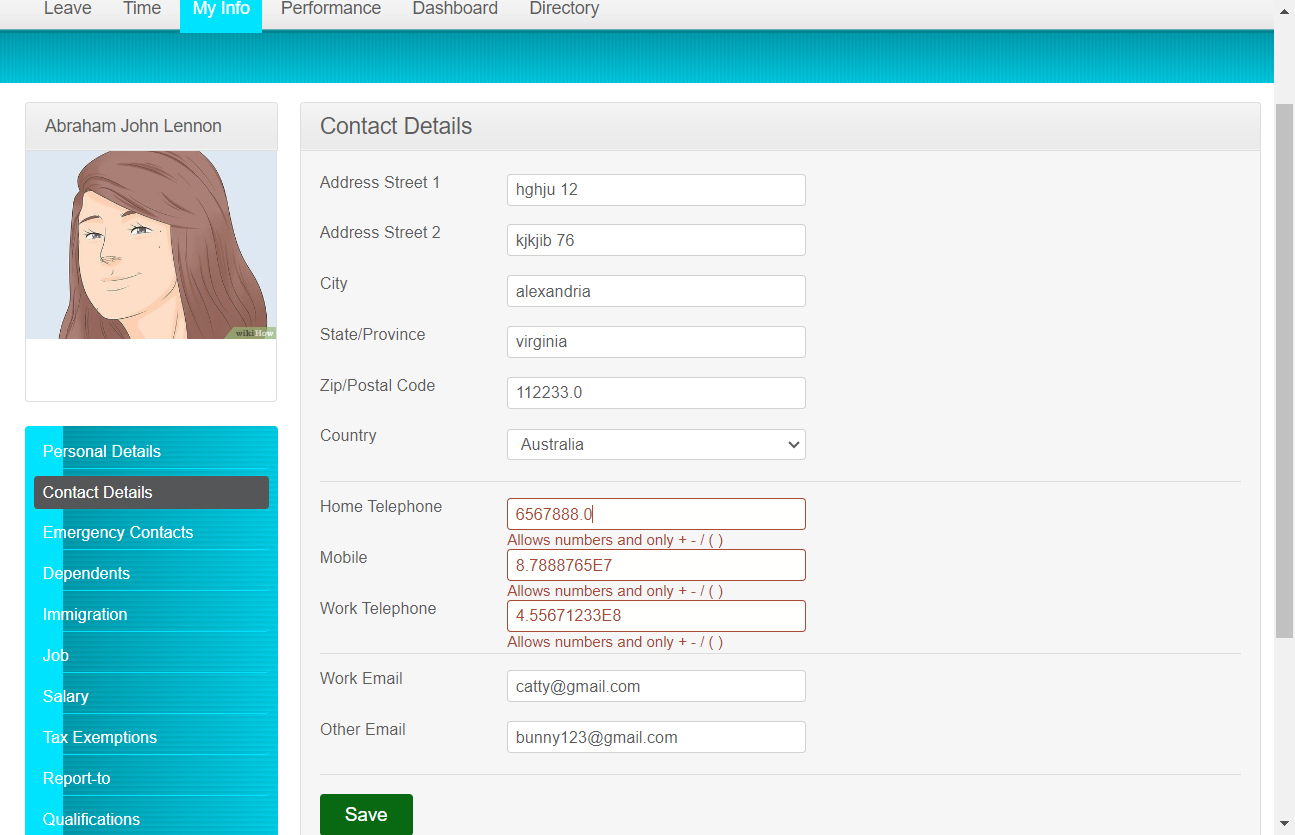 Leave Time My Info Performance Dashboard Directory
Abraham John Lennon
wikiHow
Personal Details
Contact Details
Emergency Contacts
Dependents
Immigration
Job
Salary
Tax Exemptions
Report-to
Qualifications
Contact Details
Address Street 1 hghju 12
Address Street 2 kjkjib 76
City alexandria
State/Province virginia
Zip/Postal Code 112233.0
Country Australia
Home Telephone 6567888.0
Allows numbers and only + - / ( )
Mobile 8.7888765E7
Allows numbers and only + - / ( )
Work Telephone 4.55671233E8
Allows numbers and only + - / ( )
Work Email catty@gmail.com
Other Email bunny123@gmail.com
Save